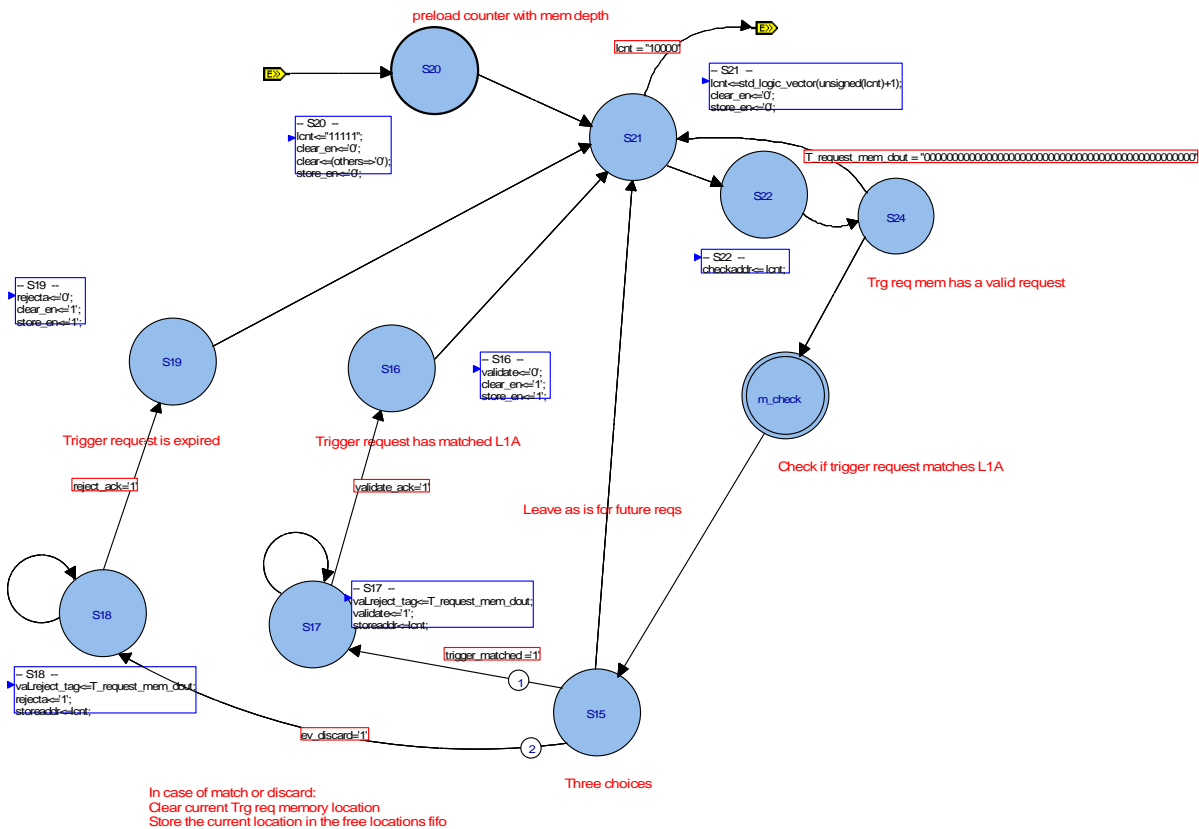 preload counter with mem depth
E
E
S20
lcnt = "10000"
-- S21 --
lcnt<=std_logic_vector(unsigned(lcnt)+1);
clear_en<='0';
store_en<='0';
-- S20 --
lcnt<="11111";
clear_en<='0';
clear<=(others=>'0');
store_en<='0';
S21
S22
S24
-- S22 --
checkaddr<= lcnt;
Trg req mem has a valid request
-- S19 --
rejecta<='0';
clear_en<='1';
store_en<='1';
S19
S16
-- S16 --
validate<='0';
clear_en<='1';
store_en<='1';
m_check
Trigger request is expired
Trigger request has matched L1A
Check if trigger request matches L1A
reject_ack='1'
validate_ack='1'
Leave as is for future reqs
S18
S17
-- S17 --
val_reject_tag<=T_request_mem_dout;
validate<='1';
storeaddr<=lcnt;
trigger_matched ='1'
1
-- S18 --
val_reject_tag<=T_request_mem_dout;
rejecta<='1';
storeaddr<=lcnt;
S15
ev_discard='1'
2
Three choices
In case of match or discard:
Clear current Trg req memory location
Store the current location in the free locations fifo